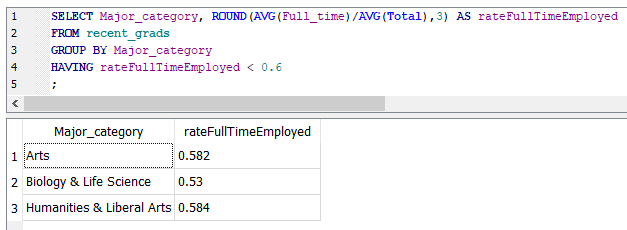 1 SELECT Major_category, ROUND(AVG(Full_time)/AVG(Total),3) AS rateFullTimeEmployed
2 FROM recent_grads
3 GROUP BY Major_category
4 HAVING rateFullTimeEmployed < 0.6
5 ;
Major_category rateFullTimeEmployed
1 Arts 0.582
2 Biology & Life Science 0.53
3 Humanities & Liberal Arts 0.584